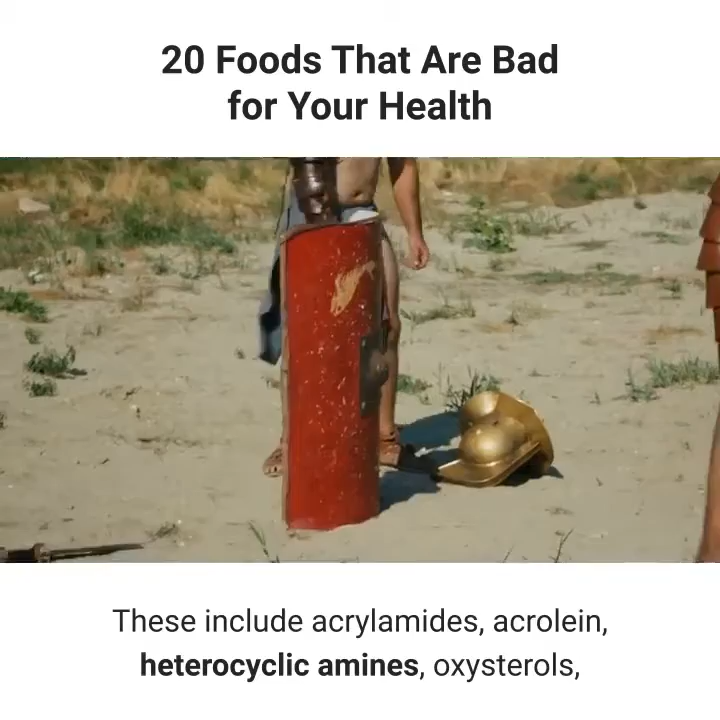 20 Foods That Are Bad
for Your Health
These include acrylamides, acrolein,
heterocyclic amines, oxysterols,